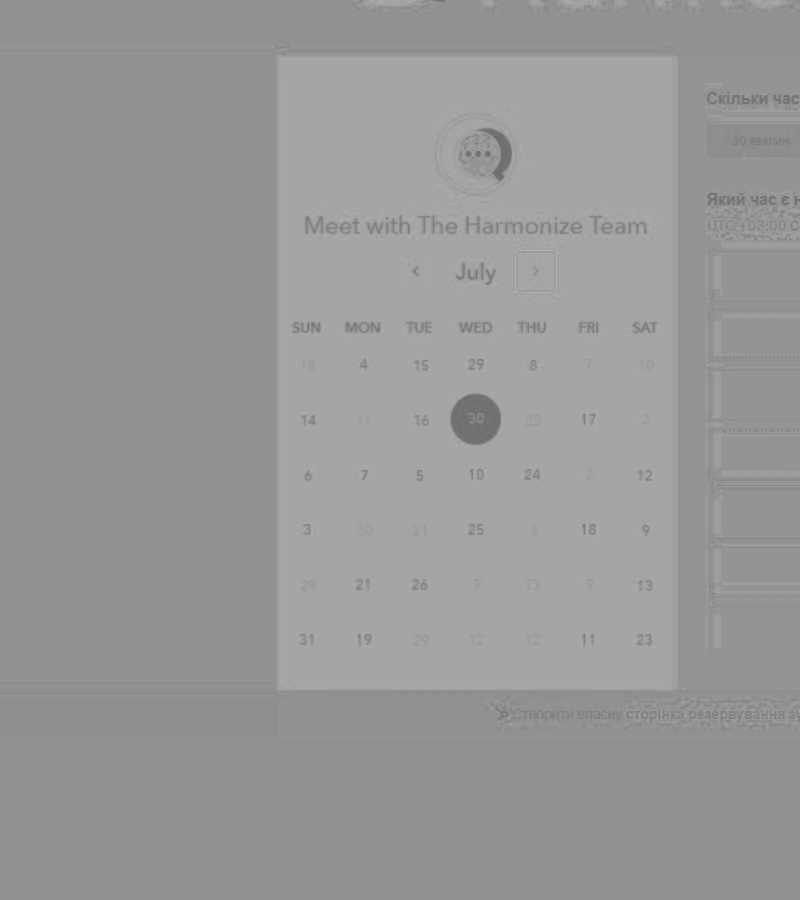 Скільки час
30 хвилин
Meet with The Harmonize Team
Який час є н
UTC +03:00 С
‹ July ›
SUN MON TUE WED THU FRI SAT
18 4 15 29 8 7 10
14 11 16 30 22 17 2
6 7 5 10 24 2 12
3 30 21 25 3 18 9
29 21 26 9 13 9 13
31 19 29 12 12 11 23
Створити власну сторінка резервування зу